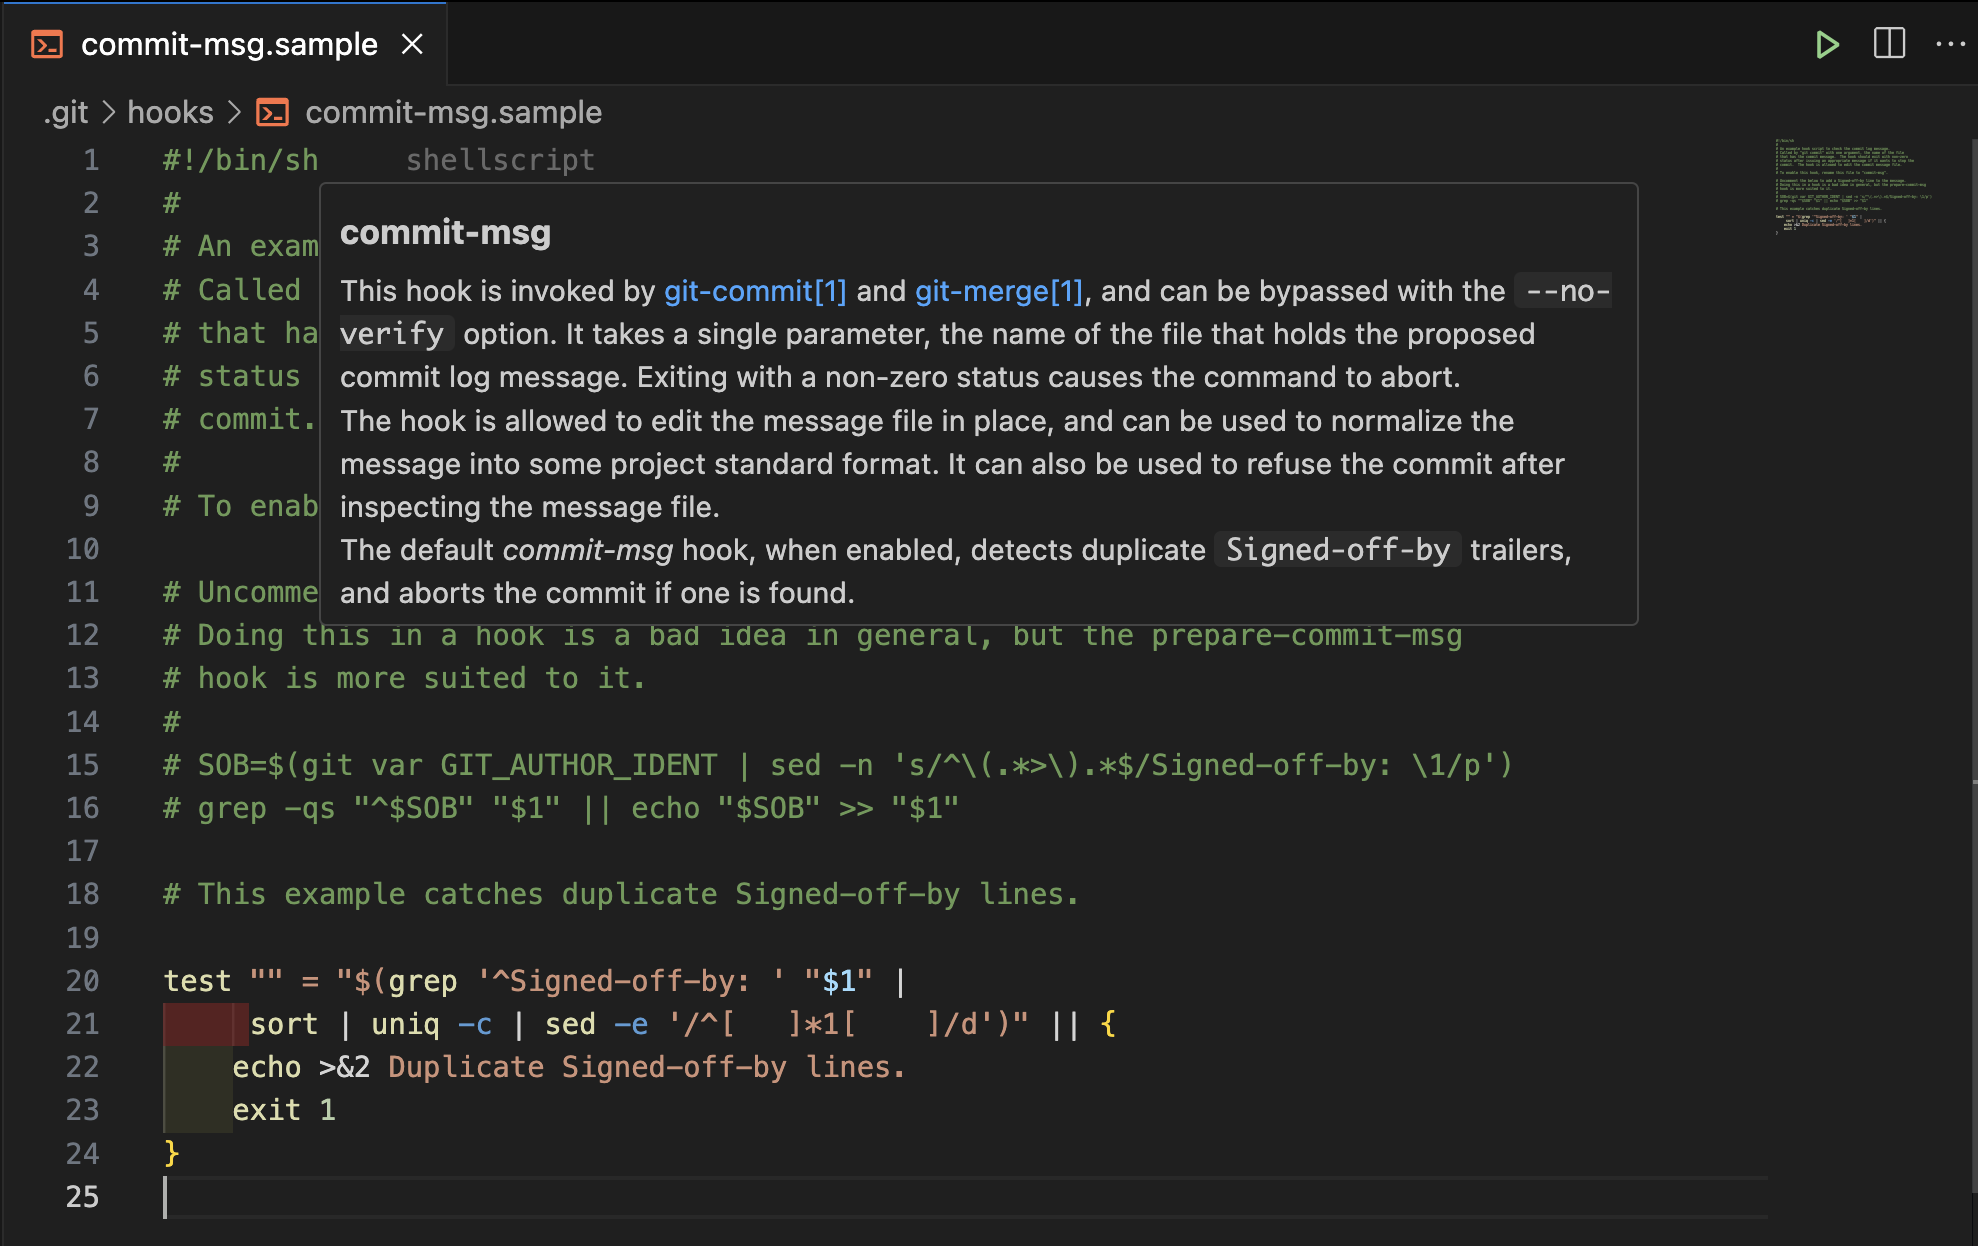 commit-msg.sample
.git > hooks > commit-msg.sample
1 #!/bin/sh shellscript
2 #
3 # An exam
4 # Called
5 # that ha
6 # status
7 # commit.
8 #
9 # To enab
10
11 # Uncomme
commit-msg
This hook is invoked by git-commit[1] and git-merge[1], and can be bypassed with the --no-
verify option. It takes a single parameter, the name of the file that holds the proposed
commit log message. Exiting with a non-zero status causes the command to abort.
The hook is allowed to edit the message file in place, and can be used to normalize the
message into some project standard format. It can also be used to refuse the commit after
inspecting the message file.
The default commit-msg hook, when enabled, detects duplicate Signed-off-by trailers,
and aborts the commit if one is found.
12 # Doing this in a hook is a bad idea in general, but the prepare-commit-msg
13 # hook is more suited to it.
14 #
15 # SOB=$(git var GIT_AUTHOR_IDENT | sed -n 's/^\(.*>\).*$/Signed-off-by: \1/p')
16 # grep -qs "^$SOB" "$1" || echo "$SOB" >> "$1"
17
18 # This example catches duplicate Signed-off-by lines.
19
20 test "" = "$(grep '^Signed-off-by: ' "$1" |
21 sort | uniq -c | sed -e '/^[   ]*1[    ]/d')" || {
22 echo >&2 Duplicate Signed-off-by lines.
23 exit 1
24 }
25